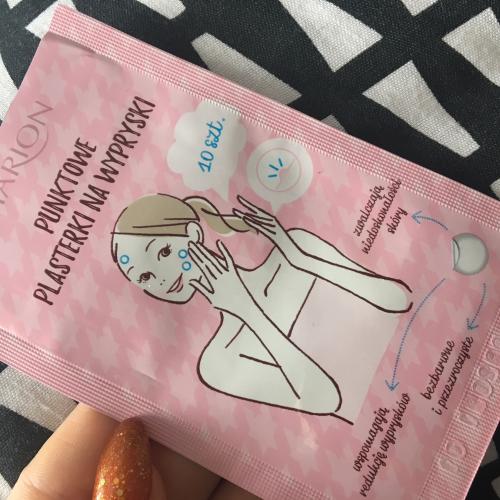 MARION
PUNKTOWE
PLASTERKI NA WYPRYSKI
10 szt.
zwalczają
niedoskonałości
skóry
bezbarwne
i przezroczyste
wspomagają
redukcję wyprysków